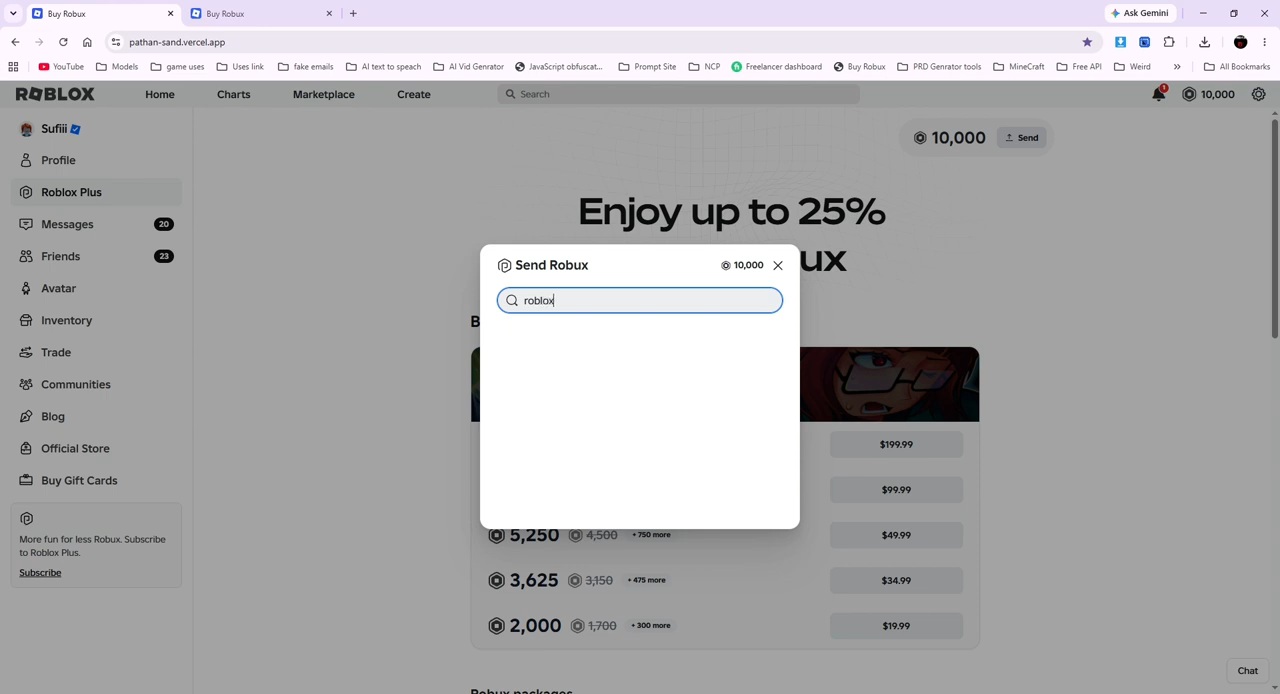 Buy Robux
Buy Robux
Ask Gemini
pathan-sand.vercel.app
YouTube
Models
game uses
Uses link
fake emails
AI text to speach
AI Vid Genrator
JavaScript obfuscat...
Prompt Site
NCP
Freelancer dashboard
Buy Robux
PRD Genrator tools
MineCraft
Free API
Weird
All Bookmarks
ROBLOX
Home
Charts
Marketplace
Create
Search
1
10,000
Sufiii
Profile
Roblox Plus
Messages 20
Friends 23
Avatar
Inventory
Trade
Communities
Blog
Official Store
Buy Gift Cards
More fun for less Robux. Subscribe
to Roblox Plus.
Subscribe
10,000 Send
Enjoy up to 25%
ux
B
Send Robux 10,000
roblox
$199.99
$99.99
5,250 4,500 + 750 more $49.99
3,625 3,150 + 475 more $34.99
2,000 1,700 + 300 more $19.99
Robux packages
Chat